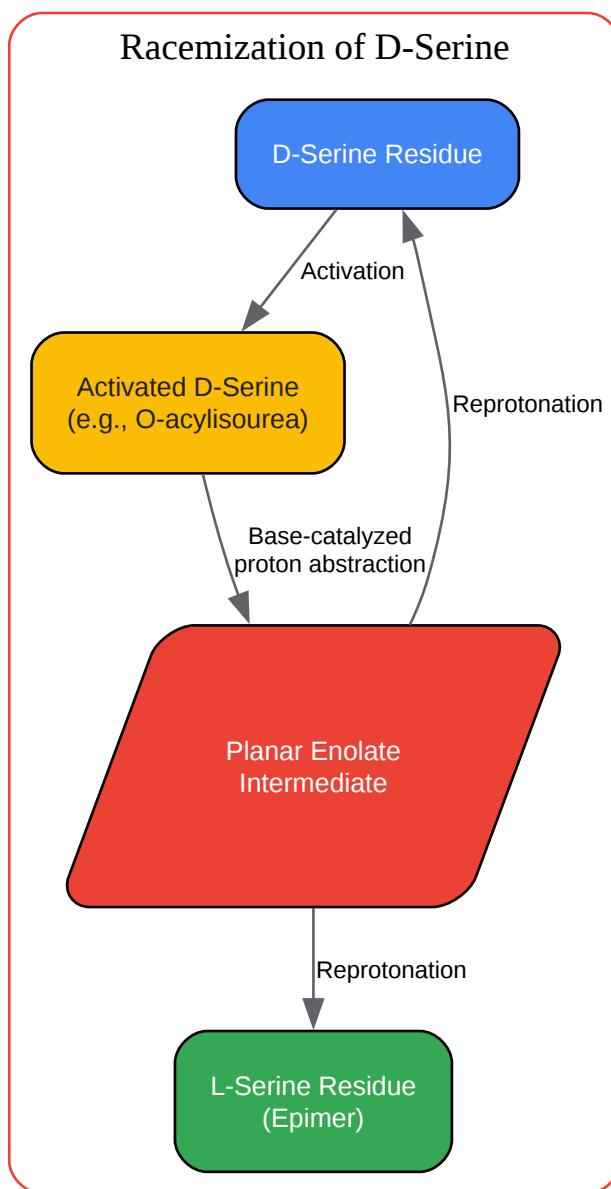 Racemization of D-Serine
D-Serine Residue
Activation
Activated D-Serine
(e.g., O-acylisourea)
Reprotonation
Base-catalyzed
proton abstraction
Planar Enolate
Intermediate
Reprotonation
L-Serine Residue
(Epimer)